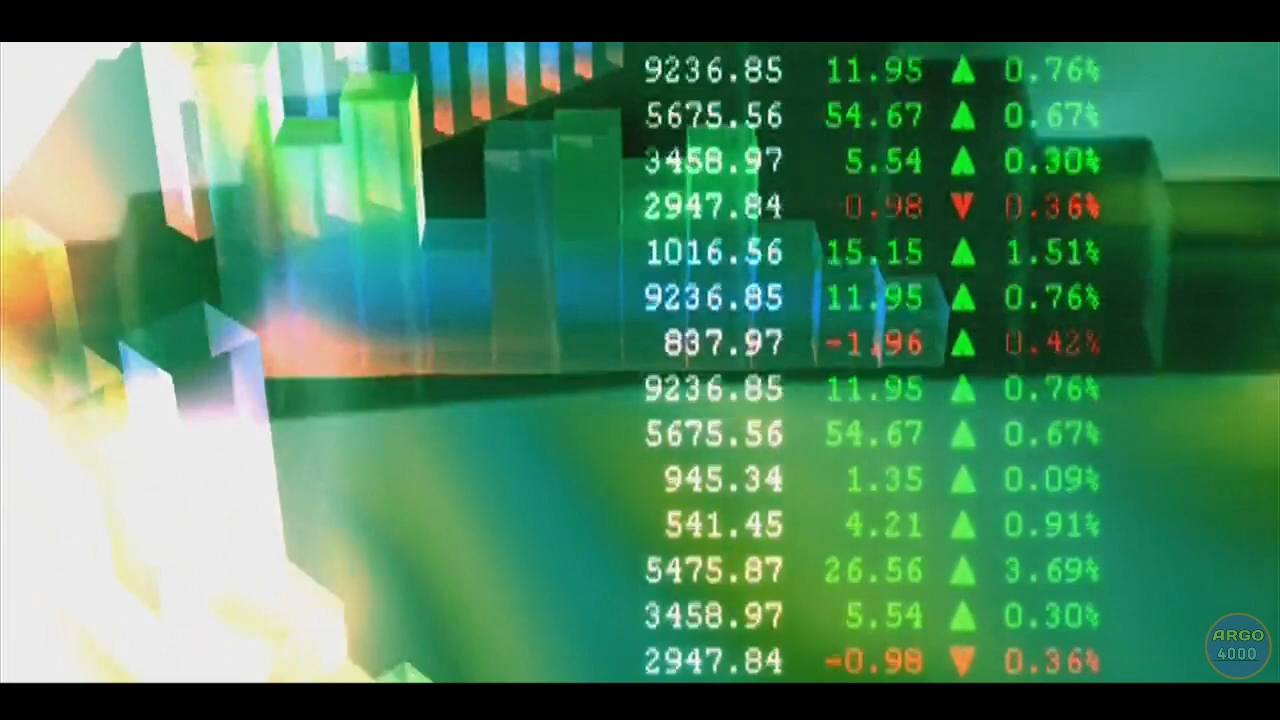 9236.85 11.95 ▲ 0.76%
5675.56 54.67 ▲ 0.67%
3458.97 5.54 ▲ 0.30%
2947.84 0.98 ▼ 0.36%
1016.56 15.15 ▲ 1.51%
9236.85 11.95 ▲ 0.76%
837.97 -1.96 ▲ 0.42%
9236.85 11.95 ▲ 0.76%
5675.56 54.67 ▲ 0.67%
945.34 1.35 ▲ 0.09%
541.45 4.21 ▲ 0.91%
5475.87 26.56 ▲ 3.69%
3458.97 5.54 ▲ 0.30%
2947.84 -0.98 ▼ 0.36%
ARGO
4000